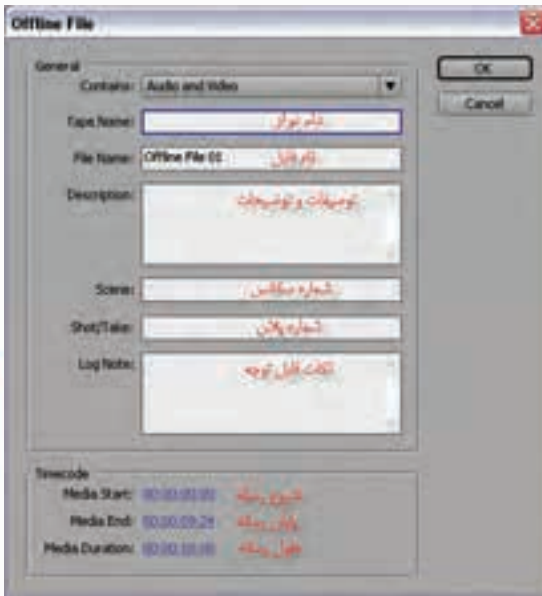 Offline File
General
Contains: Audio and Video
OK
Cancel
Tape Name: نام نوار
File Name: Offline File 01 نام فایل
Description: توصیفات و توضیحات
Scene: شماره سکانس
Shot/Take: شماره پلان
Log Note: نکات قابل توجه
Timecode
Media Start: 00:00:00:00 شروع رسانه
Media End: 00:00:09:24 پایان رسانه
Media Duration: 00:00:10:00 طول رسانه